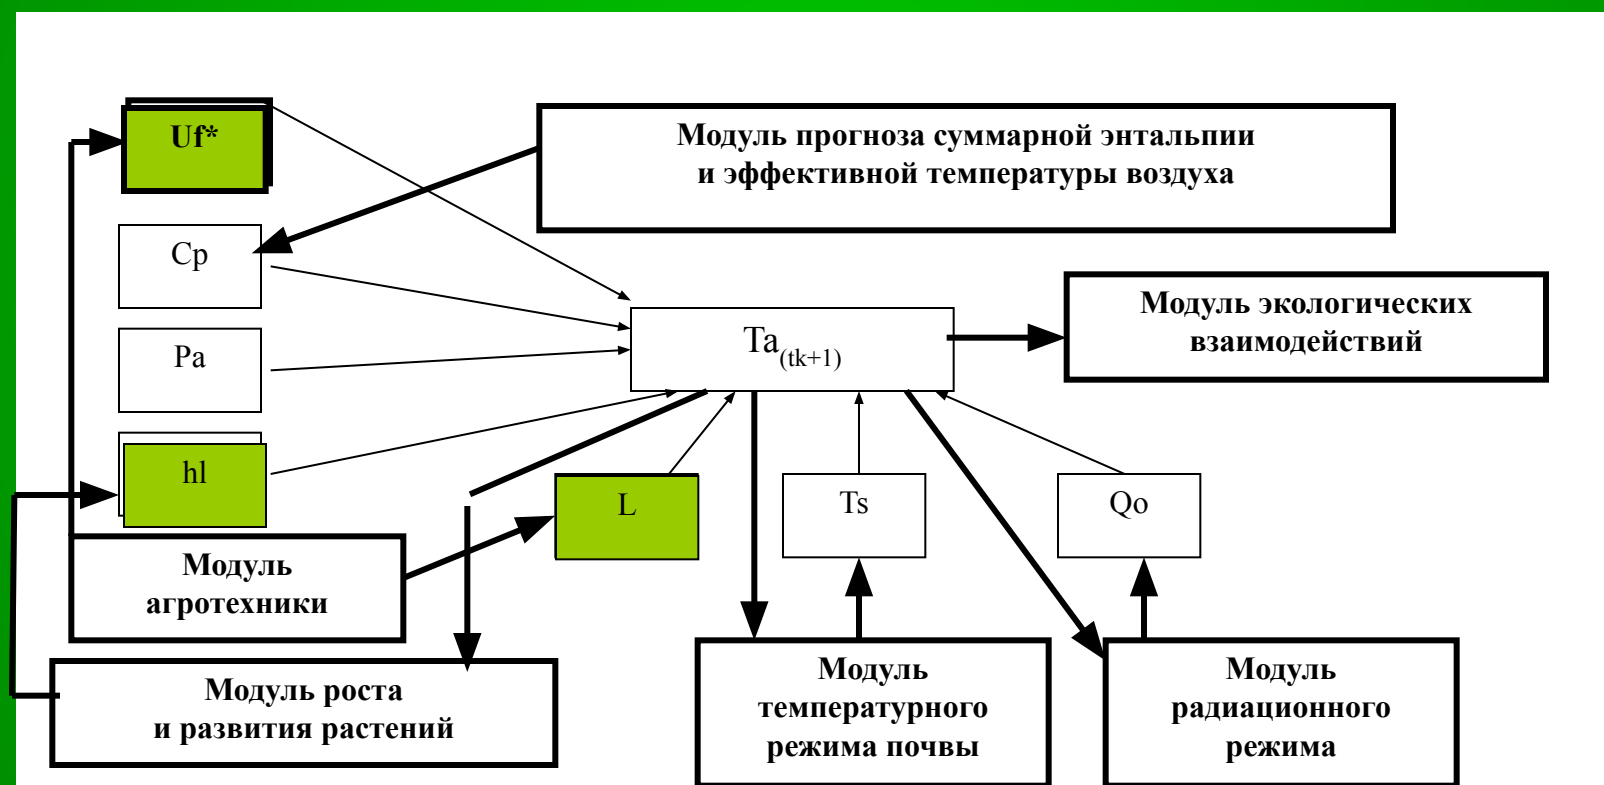 Uf*
Модуль прогноза суммарной энтальпии
и эффективной температуры воздуха
Cp
Модуль экологических
взаимодействий
Ta(tk+1)
Pa
hl
L
Ts
Qo
Модуль
агротехники
Модуль роста
и развития растений
Модуль
температурного
режима почвы
Модуль
радиационного
режима